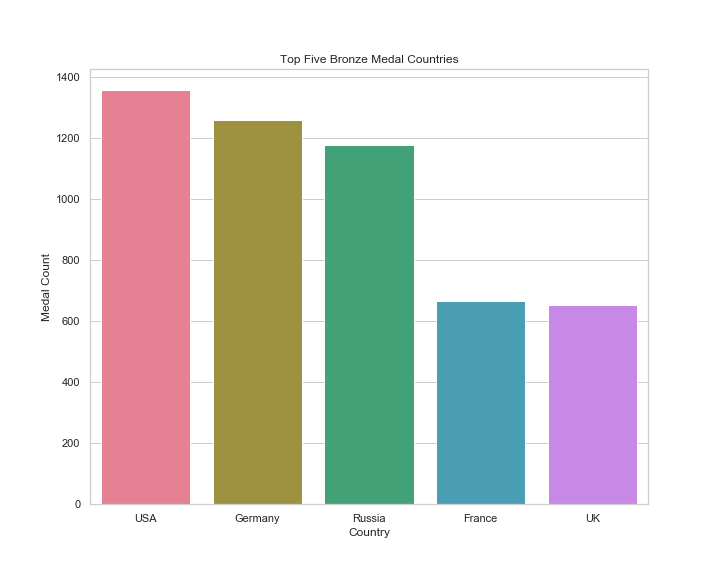 Top Five Bronze Medal Countries
1400
1200
1000
800
600
400
200
0
Medal Count
USA Germany Russia France UK
Country